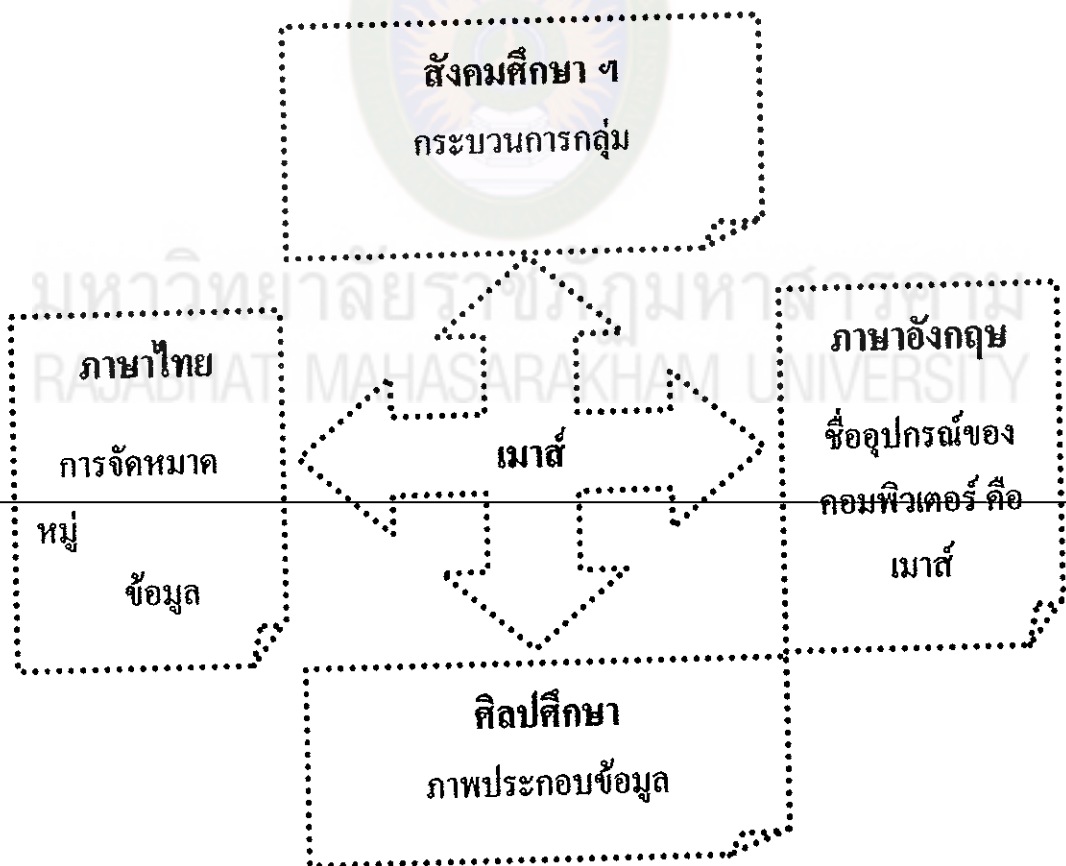 สังคมศึกษา ฯ
กระบวนการกลุ่ม
มหาวิทยาลัยราชภัฏมหาสารคาม
RAJABHAT MAHASARAKHAM UNIVERSITY
ภาษาไทย
การจัดหมาด
หมู่
ข้อมูล
เมาส์
ภาษาอังกฤษ
ชื่ออุปกรณ์ของ
คอมพิวเตอร์ คือ
เมาส์
ศิลปศึกษา
ภาพประกอบข้อมูล